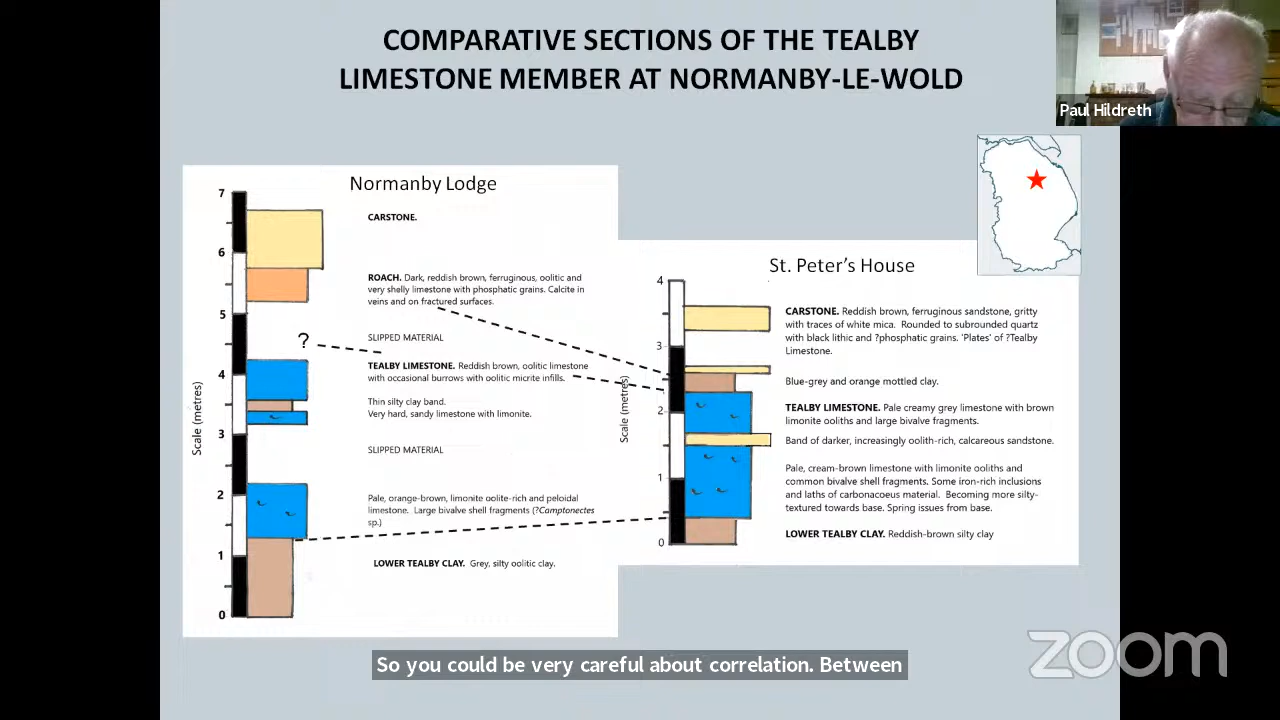 COMPARATIVE SECTIONS OF THE TEALBY
LIMESTONE MEMBER AT NORMANBY-LE-WOLD
Paul Hildreth
Normanby Lodge
7
6
5
4
3
2
1
0
Scale (metres)
CARSTONE.
ROACH. Dark, reddish brown, ferruginous, oolitic and
very shelly limestone with phosphatic grains. Calcite in
veins and on fractured surfaces.
?
SLIPPED MATERIAL
TEALBY LIMESTONE. Reddish brown, oolitic limestone
with occasional burrows with oolitic micrite infills.
Thin silty clay band.
Very hard, sandy limestone with limonite.
SLIPPED MATERIAL
Pale, orange-brown, limonite oolite-rich and peloidal
limestone. Large bivalve shell fragments (?Camptonectes
sp.)
LOWER TEALBY CLAY. Grey, silty oolitic clay.
St. Peter's House
4
3
2
1
0
Scale (metres)
CARSTONE. Reddish brown, ferruginous sandstone, gritty
with traces of white mica. Rounded to subrounded quartz
with black lithic and ?phosphatic grains. 'Plates' of ?Tealby
Limestone.
Blue-grey and orange mottled clay.
TEALBY LIMESTONE. Pale creamy grey limestone with brown
limonite ooliths and large bivalve fragments.
Band of darker, increasingly oolith-rich, calcareous sandstone.
Pale, cream-brown limestone with limonite ooliths and
common bivalve shell fragments. Some iron-rich inclusions
and laths of carbonacoeus material. Becoming more silty-
textured towards base. Spring issues from base.
LOWER TEALBY CLAY. Reddish-brown silty clay
So you could be very careful about correlation. Between
zoom